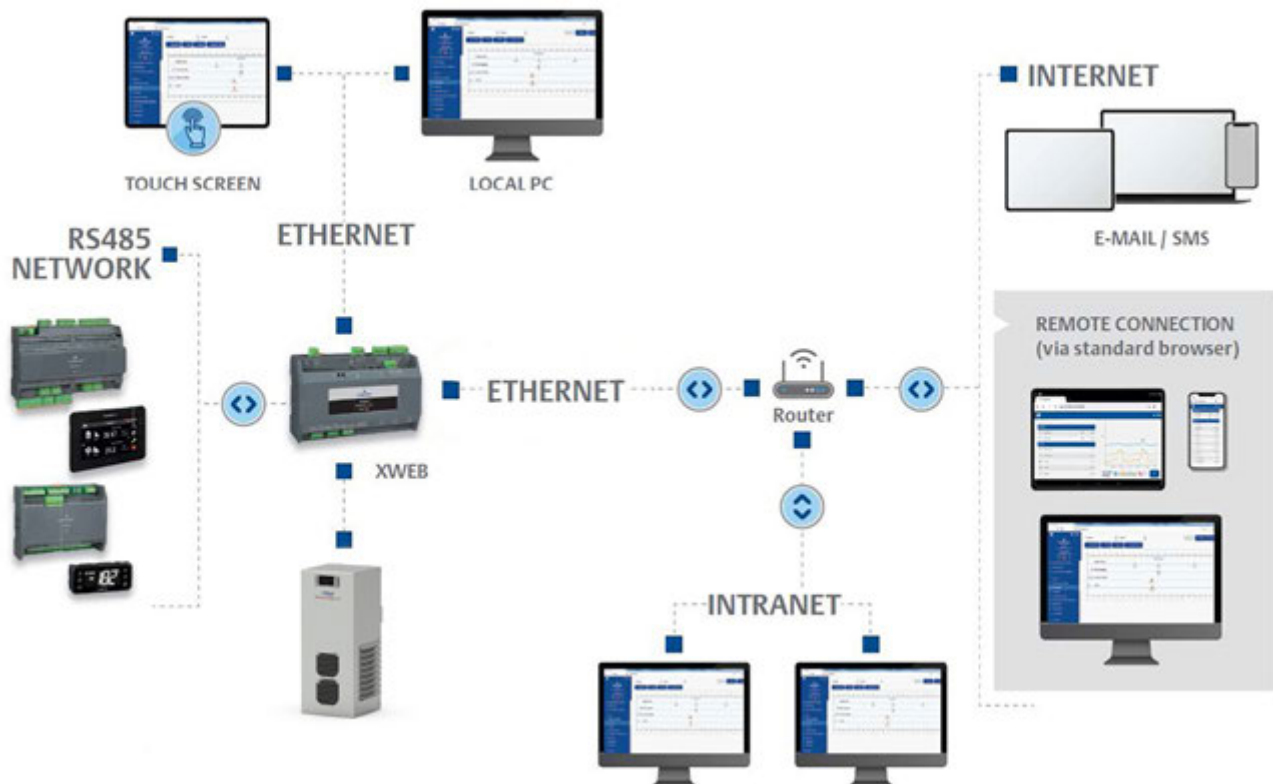 INTERNET
TOUCH SCREEN
LOCAL PC
E-MAIL / SMS
RS485
NETWORK
ETHERNET
REMOTE CONNECTION
(via standard browser)
ETHERNET
Router
XWEB
INTRANET